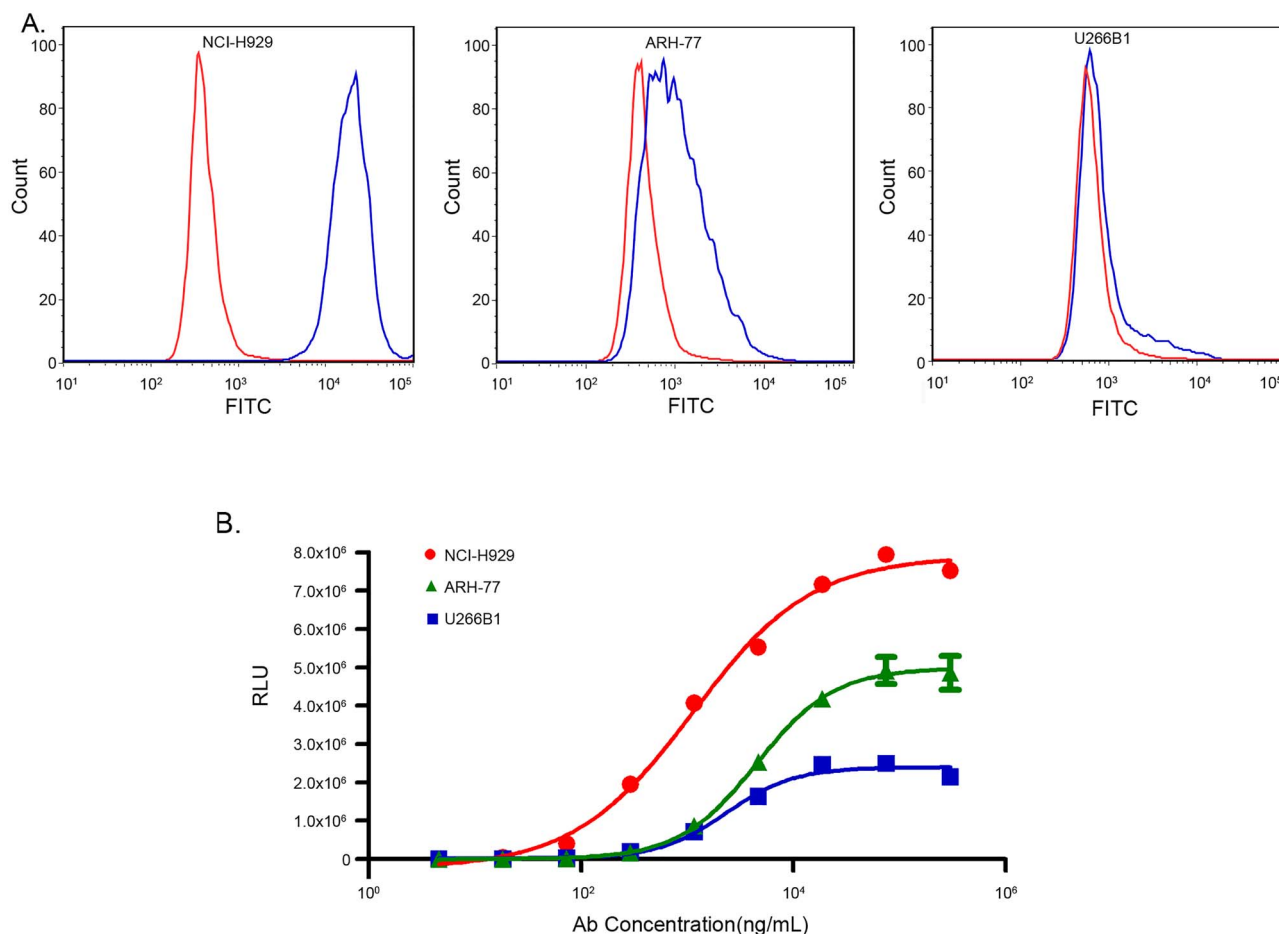 A.
NCI-H929
100
80
60
40
20
0
Count
10¹ 10² 10³ 10⁴ 10⁵
FITC
ARH-77
100
80
60
40
20
0
Count
10¹ 10² 10³ 10⁴ 10⁵
FITC
U266B1
100
80
60
40
20
0
Count
10¹ 10² 10³ 10⁴ 10⁵
FITC
B.
8.0x10⁶
7.0x10⁶
6.0x10⁶
5.0x10⁶
4.0x10⁶
3.0x10⁶
2.0x10⁶
1.0x10⁶
0
RLU
NCI-H929
ARH-77
U266B1
10⁰ 10² 10⁴ 10⁶
Ab Concentration(ng/mL)